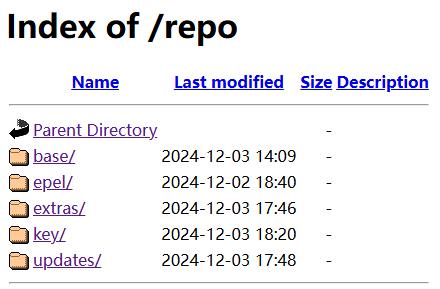 Index of /repo
Name Last modified Size Description
Parent Directory -
base/ 2024-12-03 14:09 -
epel/ 2024-12-02 18:40 -
extras/ 2024-12-03 17:46 -
key/ 2024-12-03 18:20 -
updates/ 2024-12-03 17:48 -